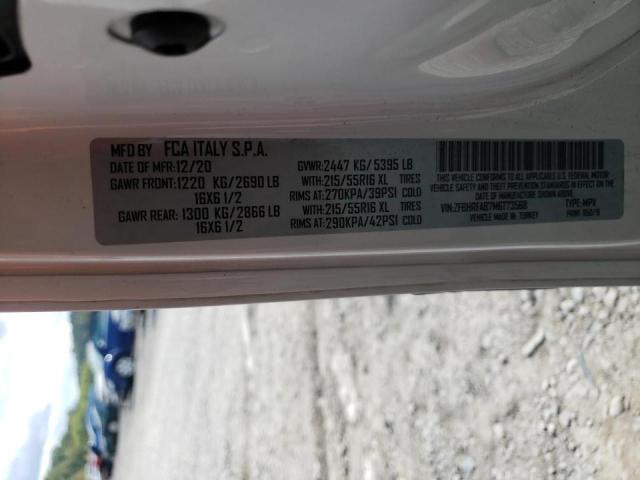 MFD BY FCA ITALY S.P.A.
DATE OF MFR:12/20 GVWR:2447 KG/5395 LB
GAWR FRONT:1220 KG/2690 LB WITH:215/55R16 XL TIRES
16X6 1/2 RIMS AT:270KPA/39PSI COLD
GAWR REAR:1300 KG/2866 LB WITH:215/55R16 XL TIRES
16X6 1/2 RIMS AT:290KPA/42PSI COLD
THIS VEHICLE CONFORMS TO ALL APPLICABLE FEDERAL MOTOR
VEHICLE SAFETY, BUMPER AND THEFT PREVENTION
STANDARDS IN EFFECT ON THE
DATE OF MANUFACTURE SHOWN ABOVE
TYPE:MPV
MADE IN: TURKEY